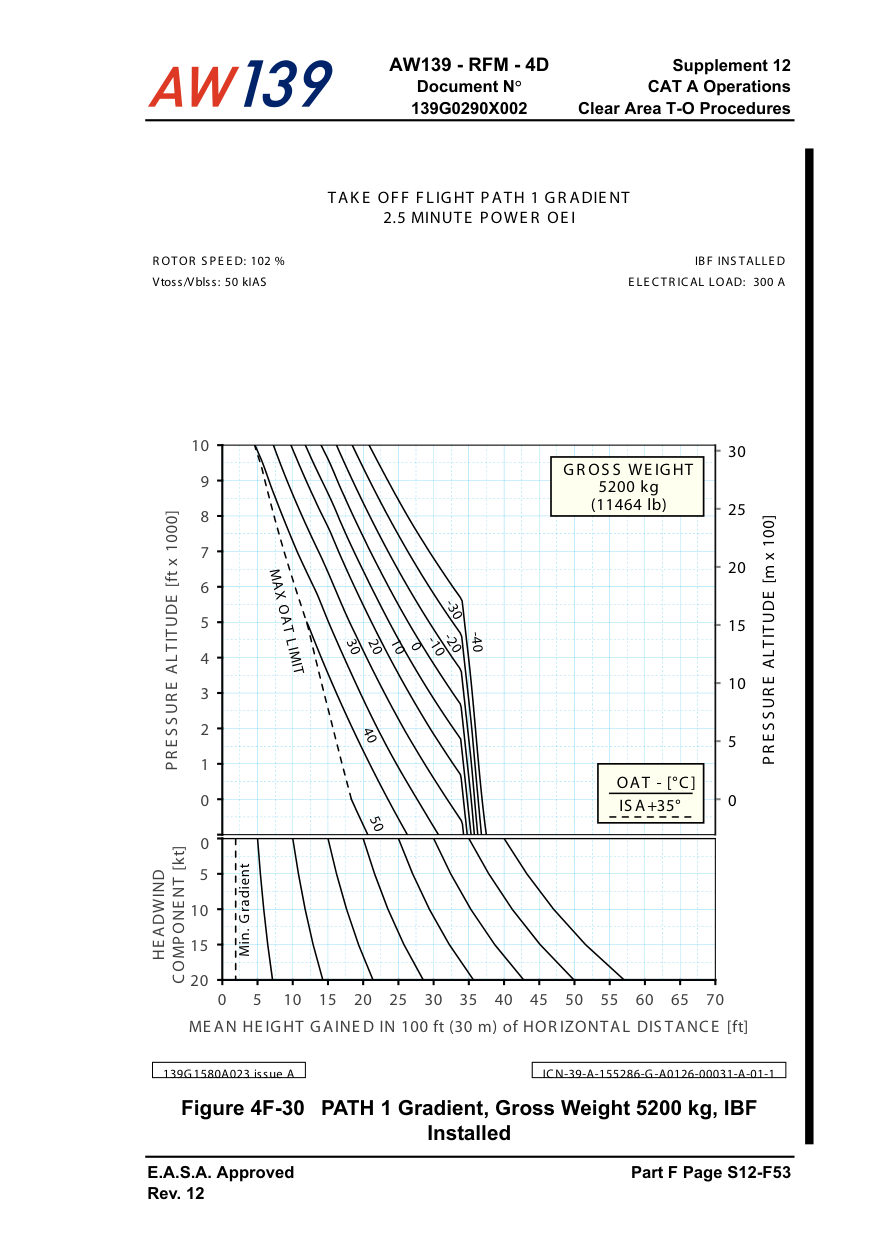 AW139
AW139 - RFM - 4D
Document N°
139G0290X002
Supplement 12
CAT A Operations
Clear Area T-O Procedures
TAKE OFF FLIGHT PATH 1 GRADIENT
2.5 MINUTE POWER OEI
ROTOR SPEED: 102 %
IBF INSTALLED
Vtoss/Vblss: 50 kIAS
ELECTRICAL LOAD: 300 A
GROSS WEIGHT
5200 kg
(11464 lb)
PRESSURE ALTITUDE [ft x 1000]
10
9
8
7
6
5
4
3
2
1
0
MAX OAT LIMIT
50
40
30
20
10
0
-10
-20
-30
-40
OAT - [°C]
ISA+35°
30
25
20
15
10
5
0
PRESSURE ALTITUDE [m x 100]
HEADWIND
COMPONENT [kt]
0
5
10
15
20
Min. Gradient
0 5 10 15 20 25 30 35 40 45 50 55 60 65 70
MEAN HEIGHT GAINED IN 100 ft (30 m) of HORIZONTAL DISTANCE [ft]
139G1580A023 issue A
ICN-39-A-155286-G-A0126-00031-A-01-1
Figure 4F-30 PATH 1 Gradient, Gross Weight 5200 kg, IBF
Installed
E.A.S.A. Approved
Part F Page S12-F53
Rev. 12